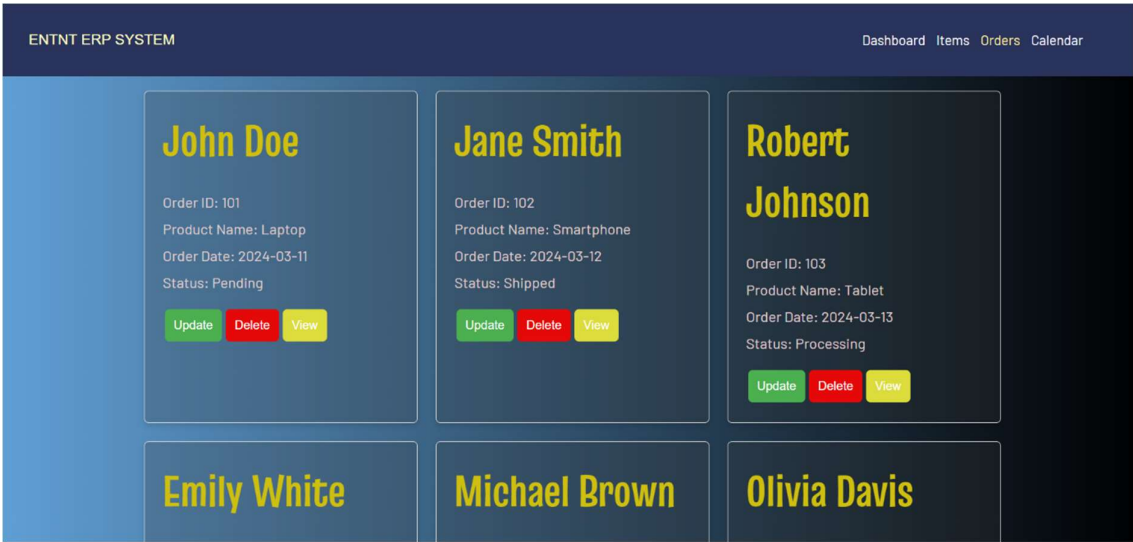 ENTNT ERP SYSTEM
Dashboard Items Orders Calendar
John Doe
Order ID: 101
Product Name: Laptop
Order Date: 2024-03-11
Status: Pending
Update Delete View
Jane Smith
Order ID: 102
Product Name: Smartphone
Order Date: 2024-03-12
Status: Shipped
Update Delete View
Robert
Johnson
Order ID: 103
Product Name: Tablet
Order Date: 2024-03-13
Status: Processing
Update Delete View
Emily White
Michael Brown
Olivia Davis